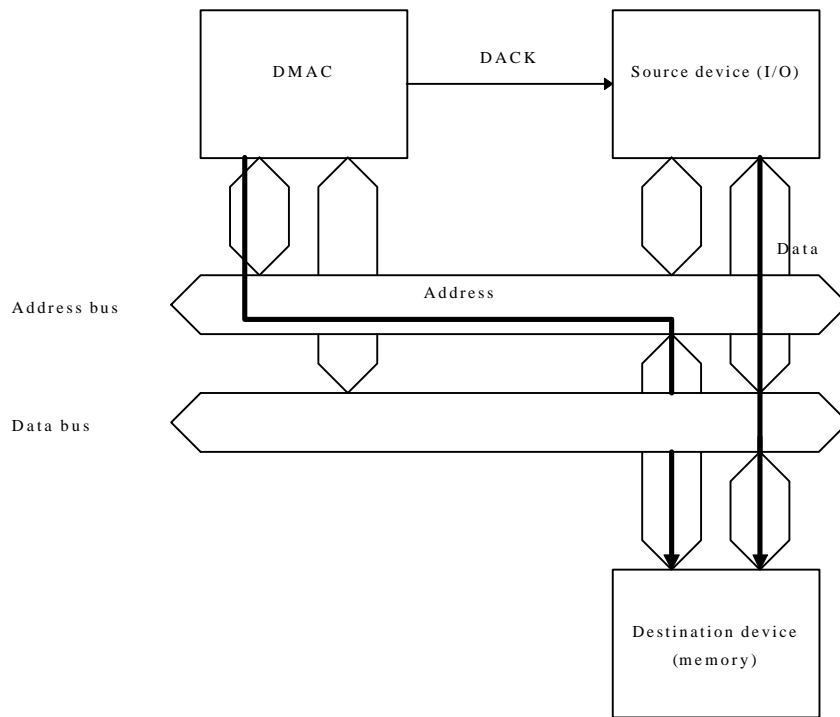 DMAC
DACK
Source device (I/O)
Data
Address
Address bus
Data bus
Destination device
(memory)